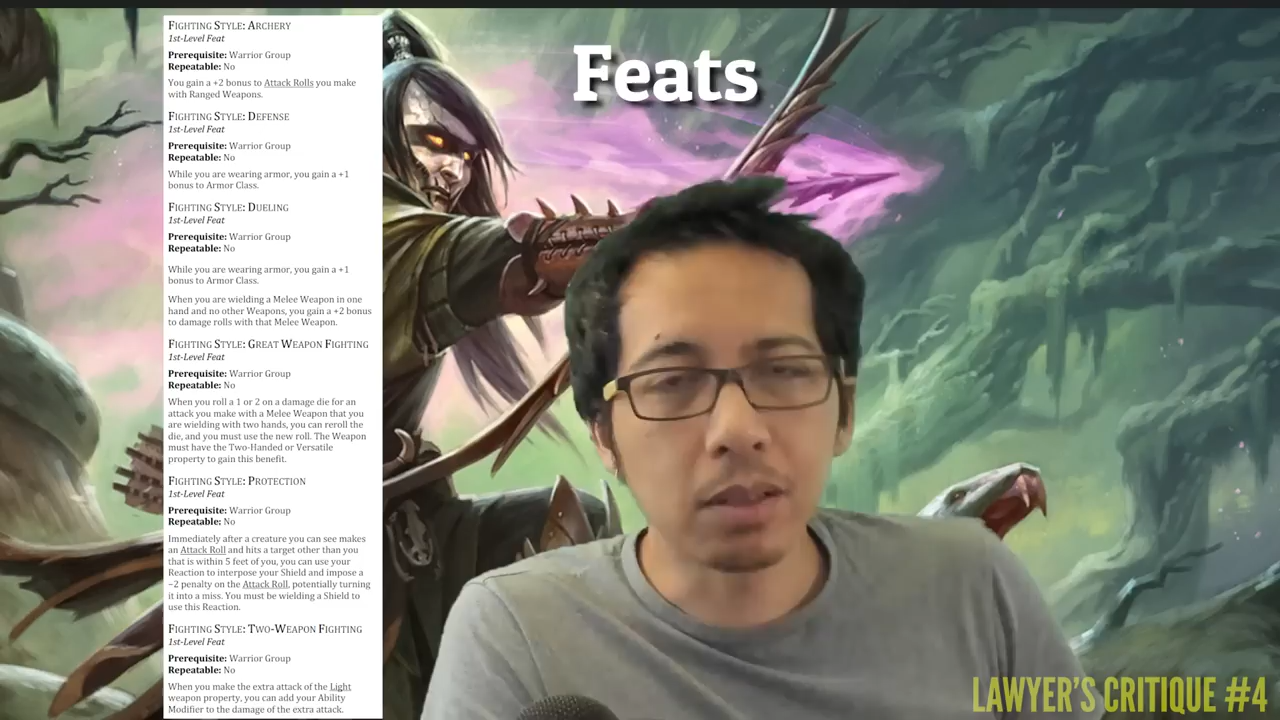 FIGHTING STYLE: ARCHERY
1st-Level Feat
Prerequisite: Warrior Group
Repeatable: No
You gain a +2 bonus to Attack Rolls you make
with Ranged Weapons.
FIGHTING STYLE: DEFENSE
1st-Level Feat
Prerequisite: Warrior Group
Repeatable: No
While you are wearing armor, you gain a +1
bonus to Armor Class.
FIGHTING STYLE: DUELING
1st-Level Feat
Prerequisite: Warrior Group
Repeatable: No
While you are wearing armor, you gain a +1
bonus to Armor Class.
When you are wielding a Melee Weapon in one
hand and no other Weapons, you gain a +2 bonus
to damage rolls with that Melee Weapon.
FIGHTING STYLE: GREAT WEAPON FIGHTING
1st-Level Feat
Prerequisite: Warrior Group
Repeatable: No
When you roll a 1 or 2 on a damage die for an
attack you make with a Melee Weapon that you
are wielding with two hands, you can reroll the
die, and you must use the new roll. The Weapon
must have the Two-Handed or Versatile
property to gain this benefit.
FIGHTING STYLE: PROTECTION
1st-Level Feat
Prerequisite: Warrior Group
Repeatable: No
Immediately after a creature you can see makes
an Attack Roll and hits a target other than you
that is within 5 feet of you, you can use your
Reaction to interpose your Shield and impose a
−2 penalty on the Attack Roll, potentially turning
it into a miss. You must be wielding a Shield to
use this Reaction.
FIGHTING STYLE: TWO-WEAPON FIGHTING
1st-Level Feat
Prerequisite: Warrior Group
Repeatable: No
When you make the extra attack of the Light
weapon property, you can add your Ability
Modifier to the damage of the extra attack.
Feats
LAWYER'S CRITIQUE #4